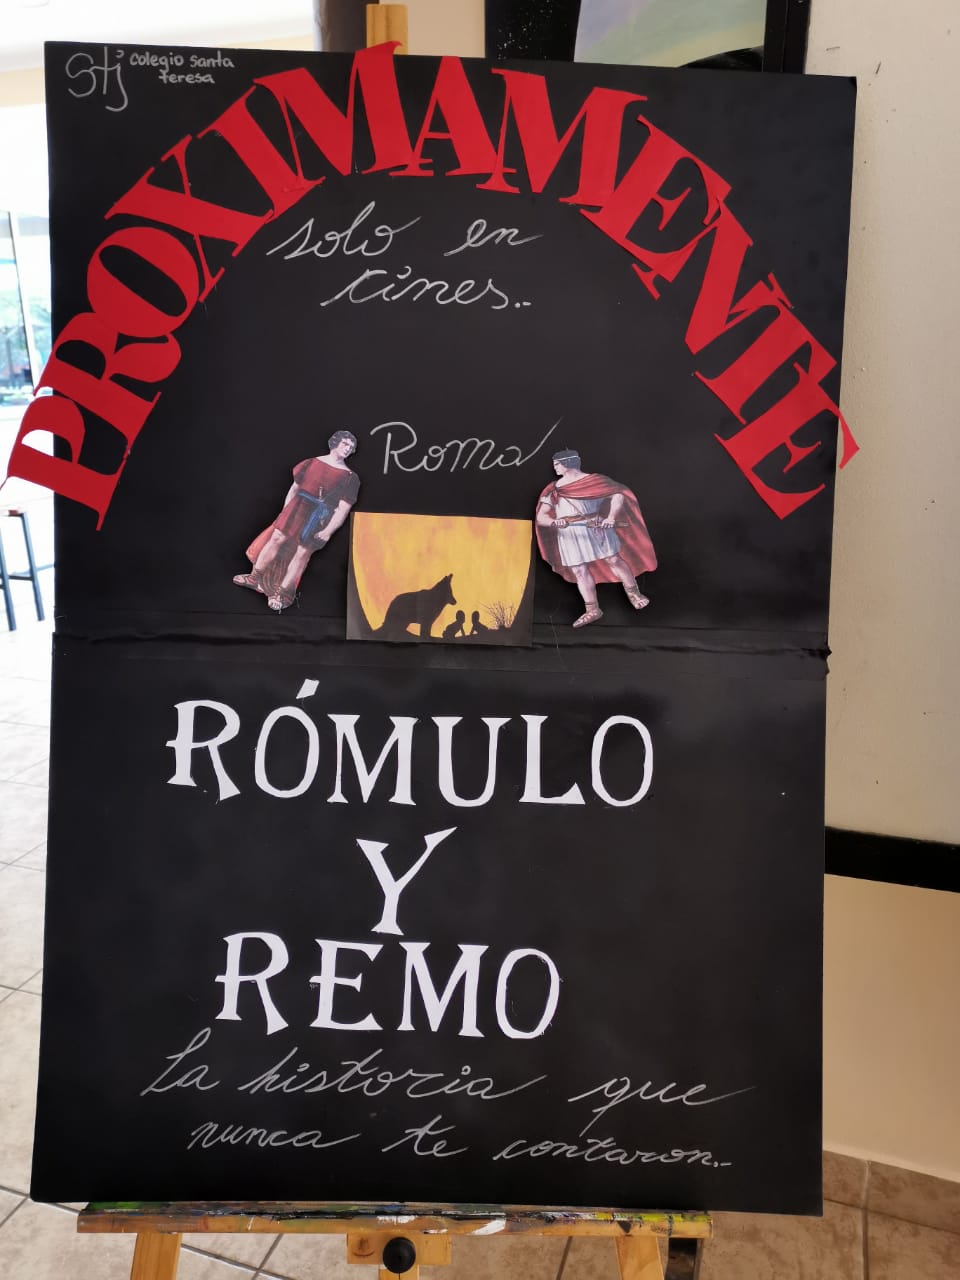 Stj colegio santa
teresa
PROXIMAMENTE
solo en
cines.-
Roma
RÓMULO
Y
REMO
La historia que
nunca te contaron.-